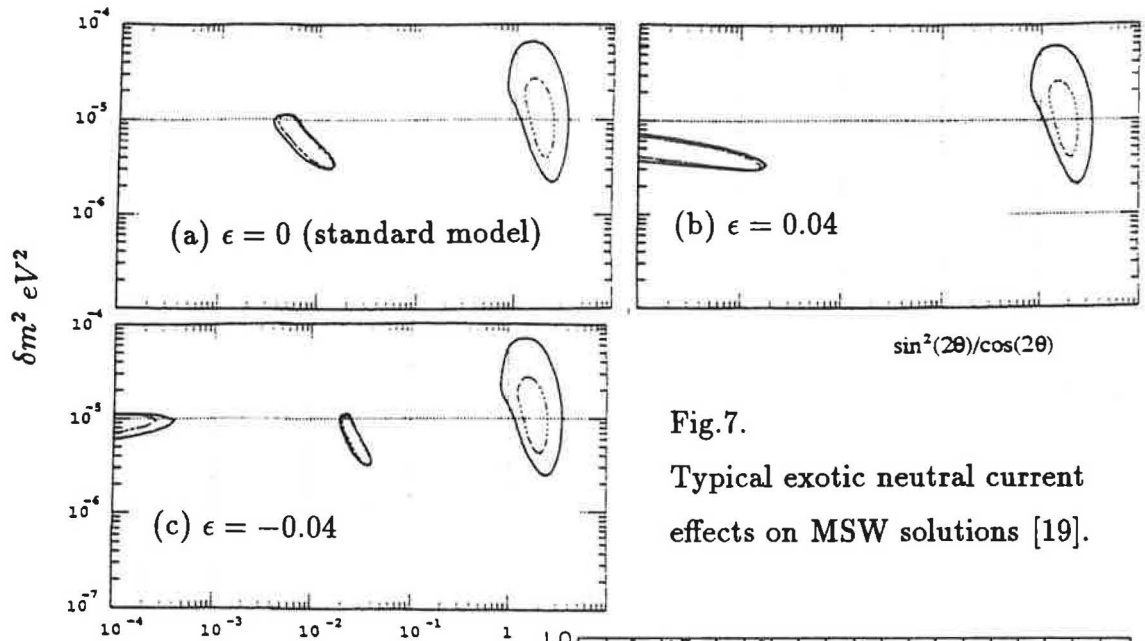 10⁻⁴
10⁻⁵
10⁻⁶
(a) ϵ = 0 (standard model)
(b) ϵ = 0.04
δm² eV²
10⁻⁴
10⁻⁵
10⁻⁶
10⁻⁷
(c) ϵ = −0.04
10⁻⁴ 10⁻³ 10⁻² 10⁻¹ 1
sin²(2θ)/cos(2θ)
Fig.7.
Typical exotic neutral current
effects on MSW solutions [19].
1.0